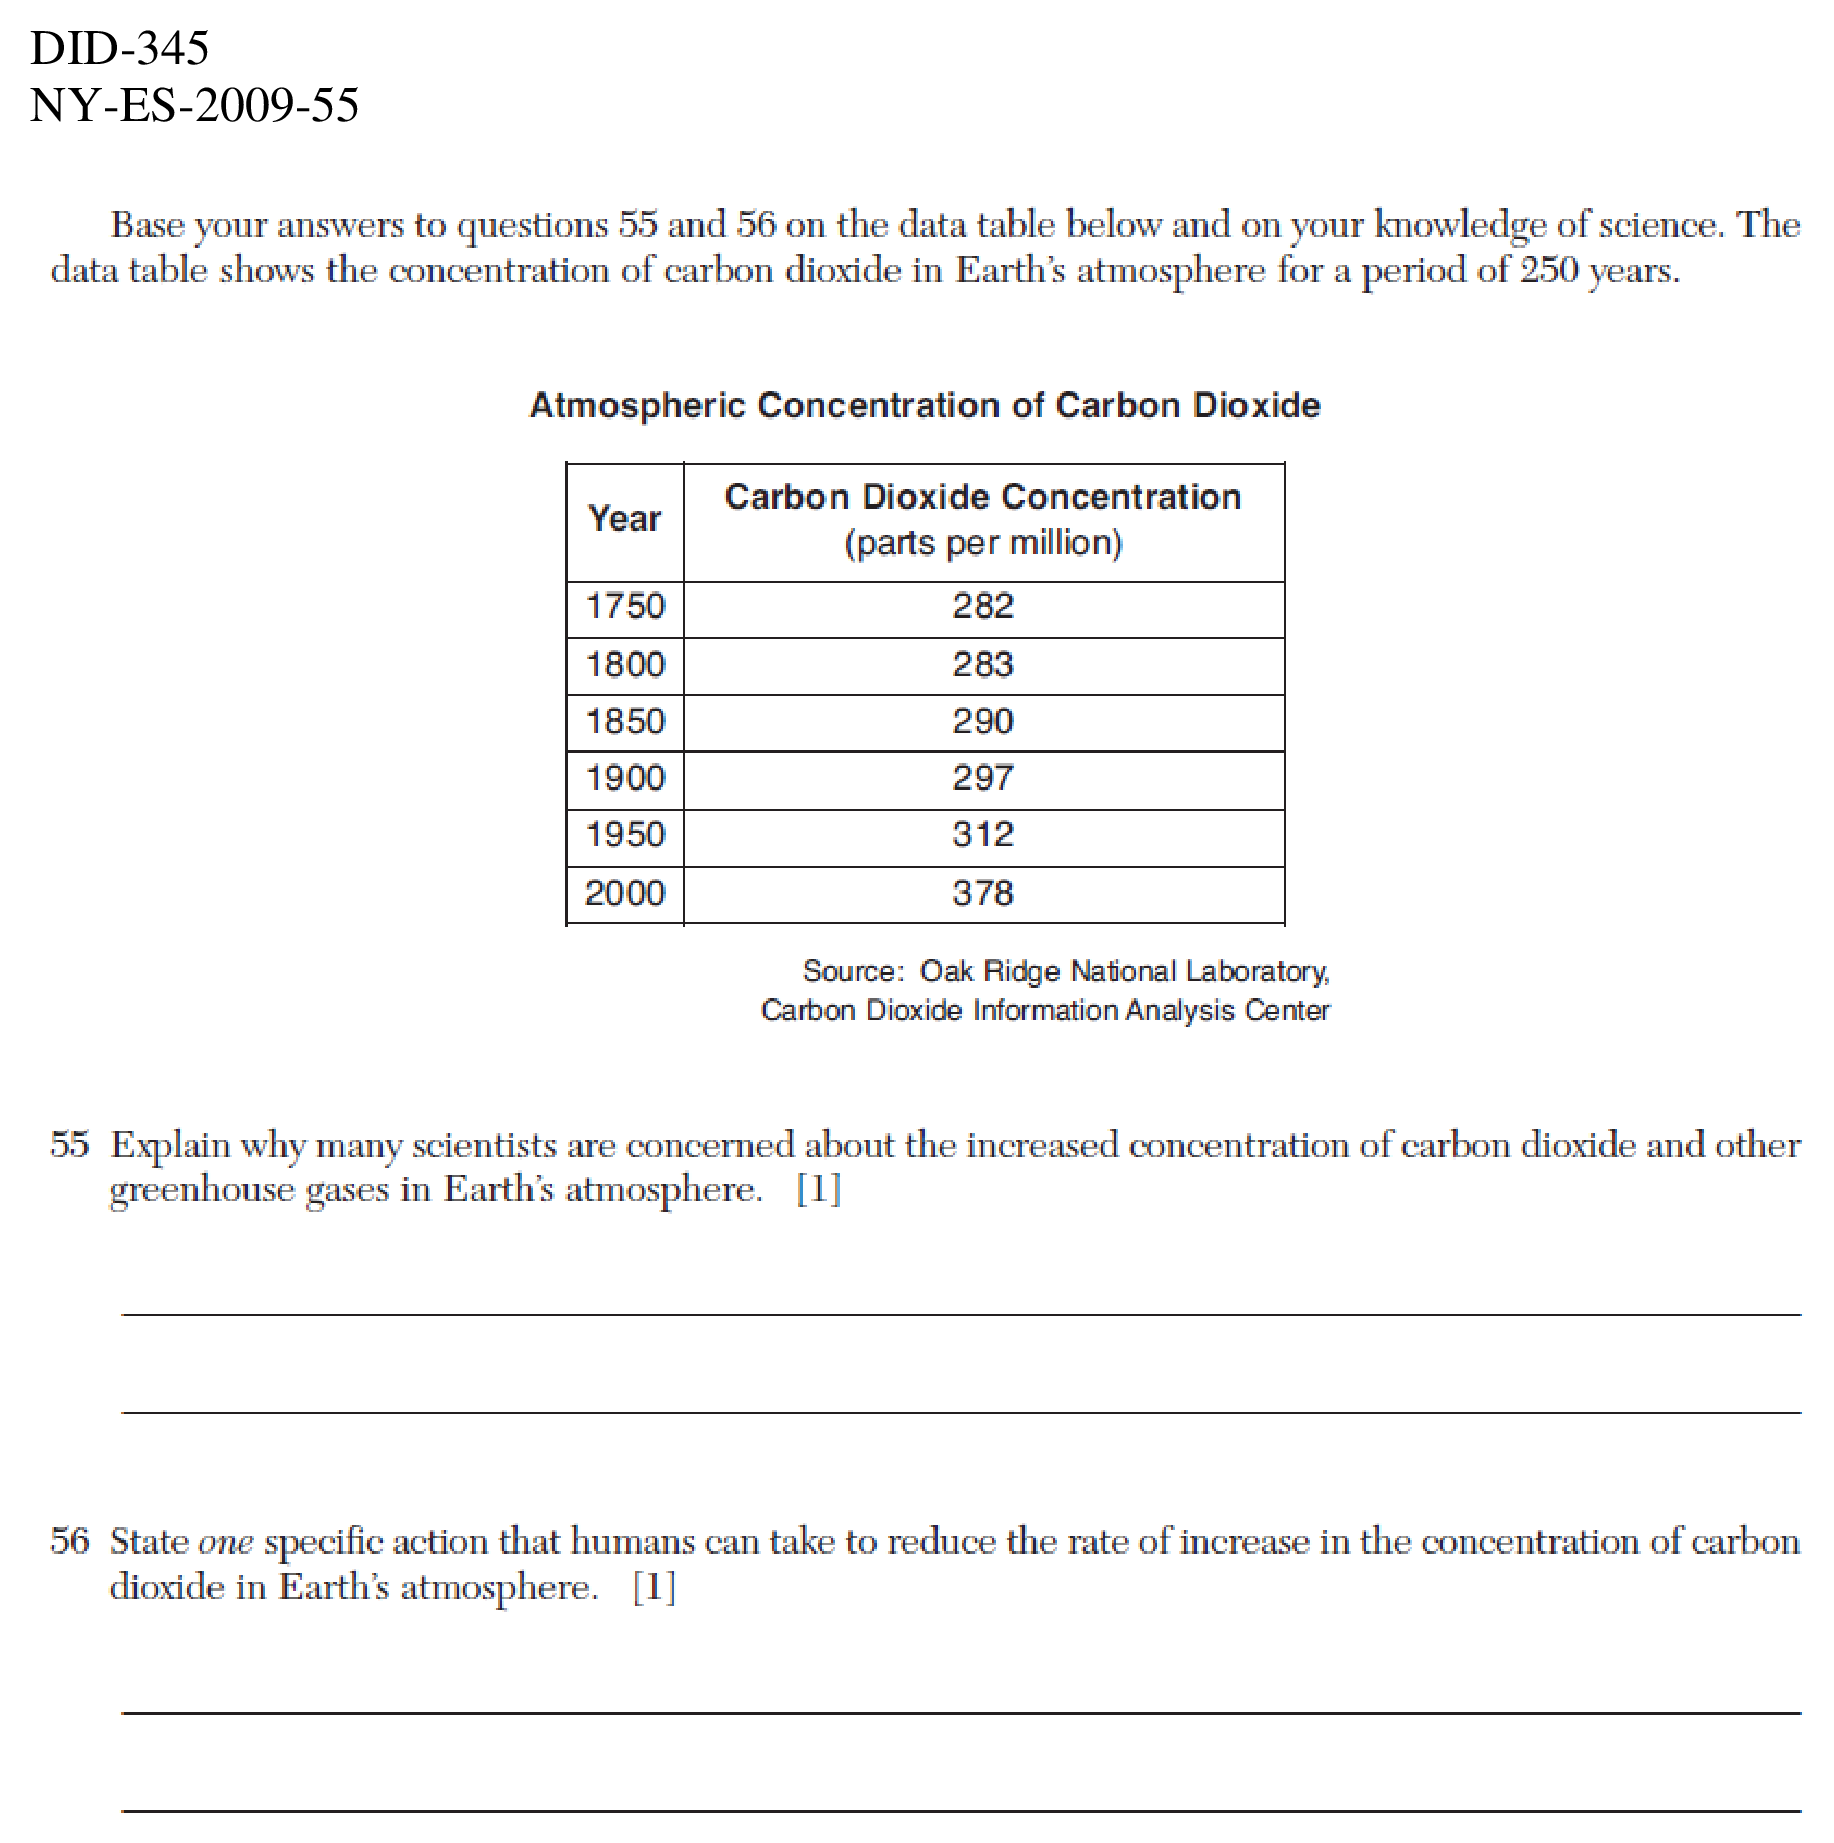 DID-345
NY-ES-2009-55
Base your answers to questions 55 and 56 on the data table below and on your knowledge of science. The
data table shows the concentration of carbon dioxide in Earth's atmosphere for a period of 250 years.
Atmospheric Concentration of Carbon Dioxide
Year
Carbon Dioxide Concentration
(parts per million)
1750 282
1800 283
1850 290
1900 297
1950 312
2000 378
Source: Oak Ridge National Laboratory,
Carbon Dioxide Information Analysis Center
55 Explain why many scientists are concerned about the increased concentration of carbon dioxide and other
greenhouse gases in Earth's atmosphere. [1]
56 State one specific action that humans can take to reduce the rate of increase in the concentration of carbon
dioxide in Earth's atmosphere. [1]